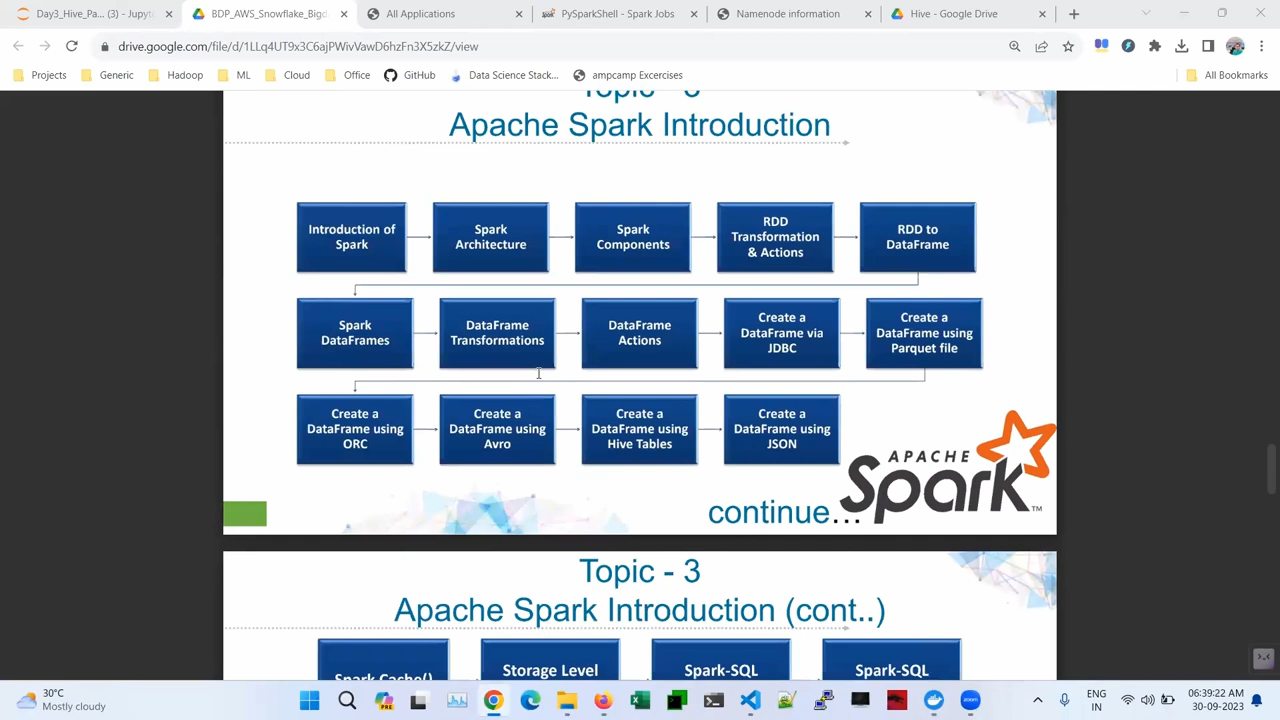 Day3_Hive_Pa... (3) - Jupyt
BDP_AWS_Snowflake_Bigd
All Applications
PySparkShell - Spark Jobs
Namenode information
Hive - Google Drive
drive.google.com/file/d/1LLq4UT9x3C6ajPWivVawD6hzFn3X5zkZ/view
Projects
Generic
Hadoop
ML
Cloud
Office
GitHub
Data Science Stack...
ampcamp Excercises
All Bookmarks
Apache Spark Introduction
Introduction of
Spark
Spark
Architecture
Spark
Components
RDD
Transformation
& Actions
RDD to
DataFrame
Spark
DataFrames
DataFrame
Transformations
DataFrame
Actions
Create a
DataFrame via
JDBC
Create a
DataFrame using
Parquet file
Create a
DataFrame using
ORC
Create a
DataFrame using
Avro
Create a
DataFrame using
Hive Tables
Create a
DataFrame using
JSON
APACHE
Spark™
continue...
Topic - 3
Apache Spark Introduction (cont..)
Spark Cache()
Storage Level
Spark-SQL
Spark-SQL
30°C
Mostly cloudy
PRE
zoom
ENG
IN
06:39:22 AM
30-09-2023